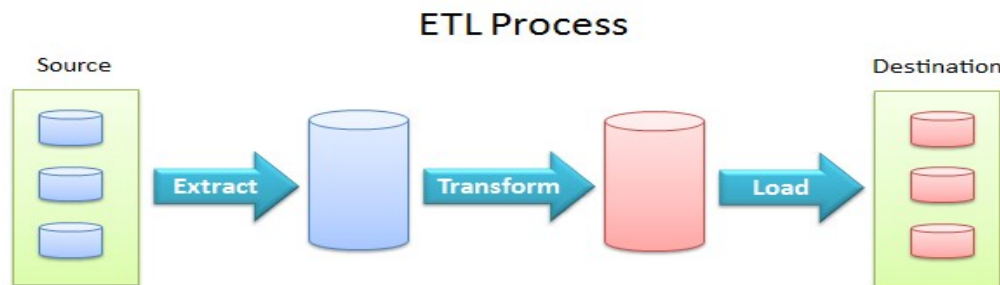 ETL Process
Source
Destination
Extract
Transform
Load